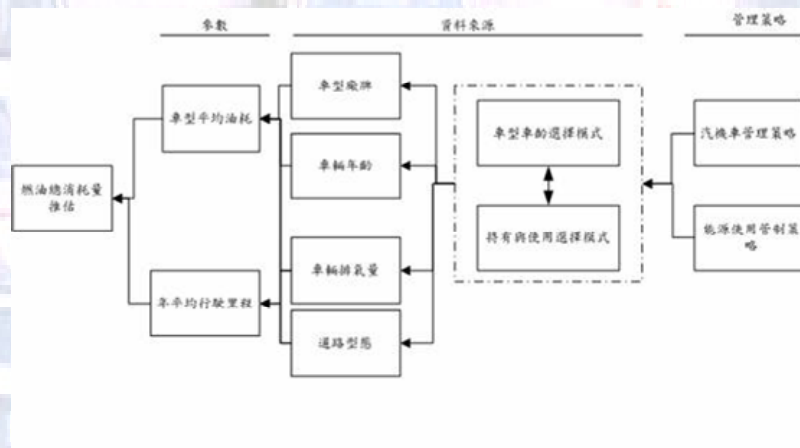 參數
資料來源
管理策略
車型廠牌
車型平均油耗
車型車齡選擇模式
汽機車管理策略
車輛年齡
燃油總消耗量
推估
持有與使用選擇模式
能源使用管制策
略
車輛排氣量
年平均行駛里程
道路型態